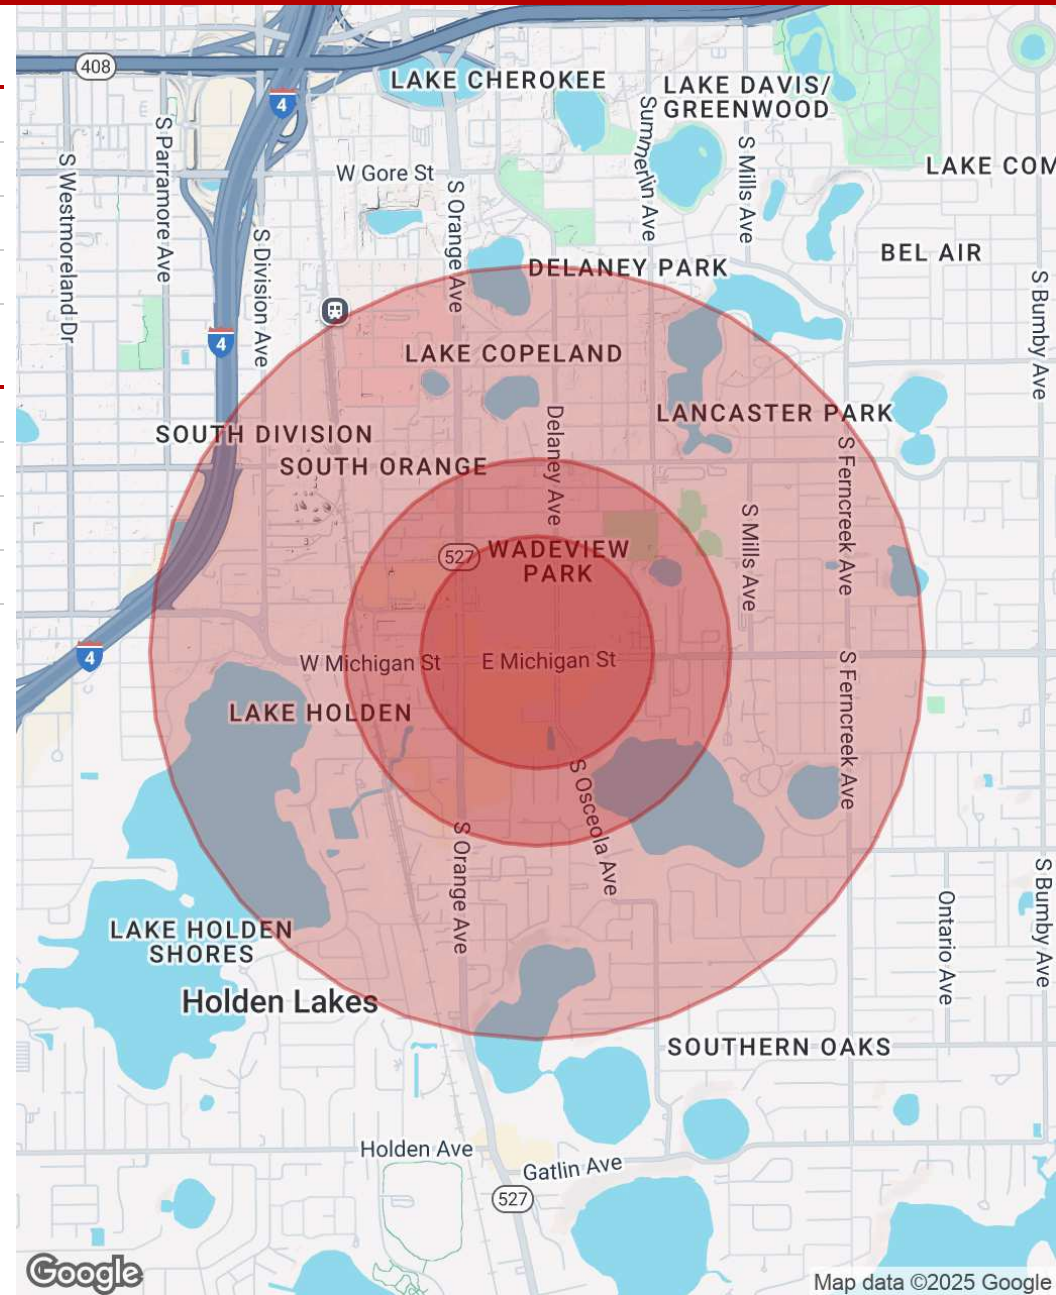 408
LAKE CHEROKEE
LAKE DAVIS/
GREENWOOD
4
S Parramore Ave
Summerlin Ave
S Mills Ave
S Westmoreland Dr
W Gore St
LAKE COM
S Orange Ave
S Division Ave
BEL AIR
DELANEY PARK
S Bumby Ave
4
LAKE COPELAND
Delaney Ave
LANCASTER PARK
SOUTH DIVISION
SOUTH ORANGE
S Ferncreek Ave
S Mills Ave
527
WADEVIEW
PARK
4
W Michigan St
E Michigan St
S Ferncreek Ave
LAKE HOLDEN
S Osceola Ave
S Orange Ave
S Bumby Ave
Ontario Ave
LAKE HOLDEN
SHORES
Holden Lakes
SOUTHERN OAKS
Holden Ave
Gatlin Ave
527
Google
Map data ©2025 Google